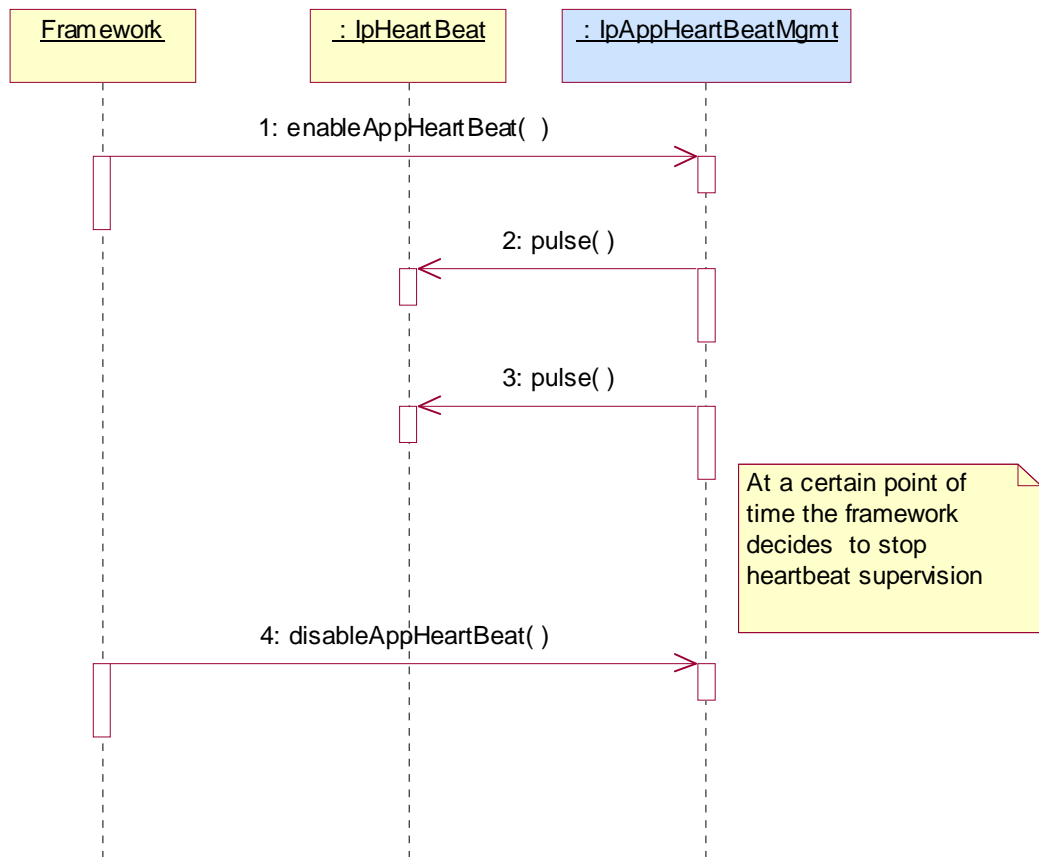 Framework
: IpHeartBeat
: IpAppHeartBeatMgmt
1: enableAppHeartBeat( )
2: pulse( )
3: pulse( )
At a certain point of
time the framework
decides to stop
heartbeat supervision
4: disableAppHeartBeat( )